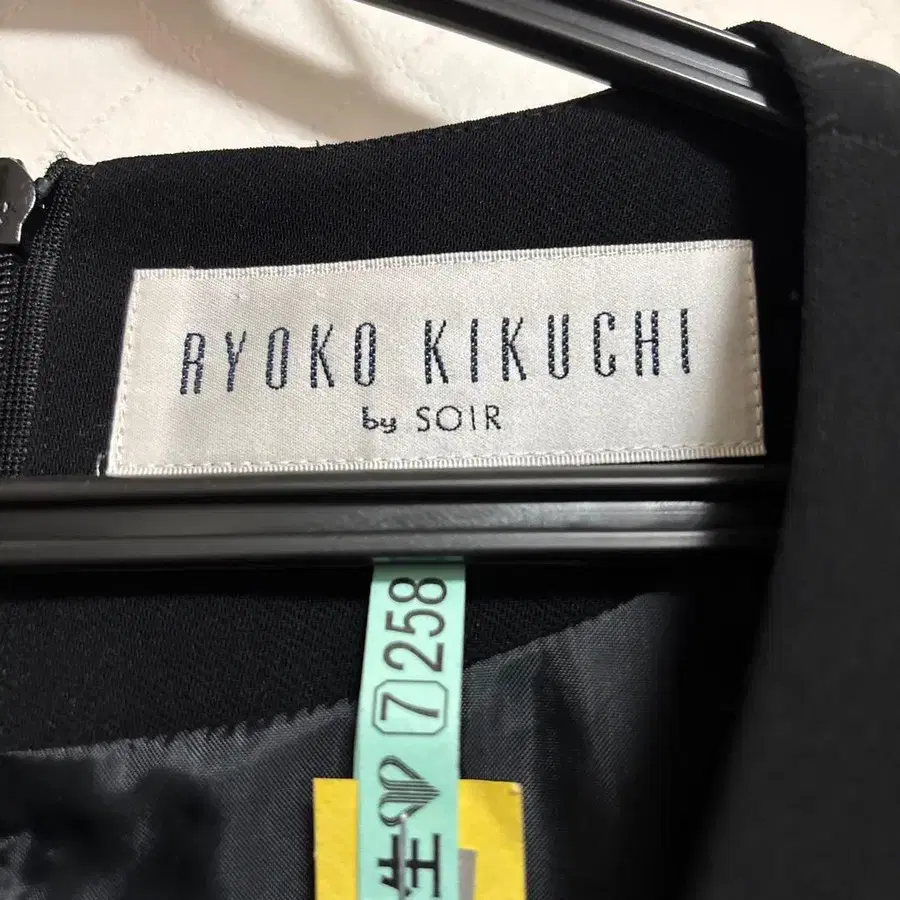 RYOKO KIKUCHI
by SOIR
7 258